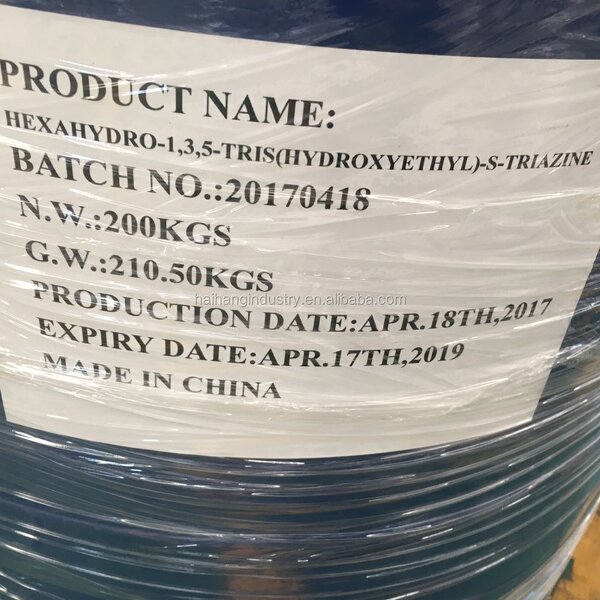 PRODUCT NAME:
HEXAHYDRO-1,3,5-TRIS(HYDROXYETHYL)-S-TRIAZINE
BATCH NO.:20170418
N.W.:200KGS
G.W.:210.50KGS
haihangindustry.en.alibaba.com
PRODUCTION DATE:APR.18TH,2017
EXPIRY DATE:APR.17TH,2019
MADE IN CHINA